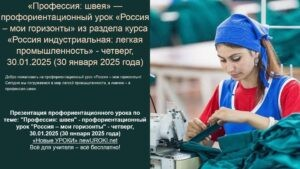 «Профессия: швея» —
профориентационный урок «Россия
– мои горизонты» из раздела курса
«Россия индустриальная: легкая
промышленность» - четверг,
30.01.2025 (30 января 2025 года)
Добро пожаловать на профориентационный урок «Россия – мои горизонты»!
Сегодня мы погружаемся в мир легкой промышленности, а именно – в
профессию швеи.
Презентация профориентационного урока по
теме: "Профессия: швея" - профориентационный
урок "Россия – мои горизонты" - четверг,
30.01.2025 (30 января 2025 года)
«Новые УРОКИ» newUROKI.net
Всё для учителя – всё бесплатно!